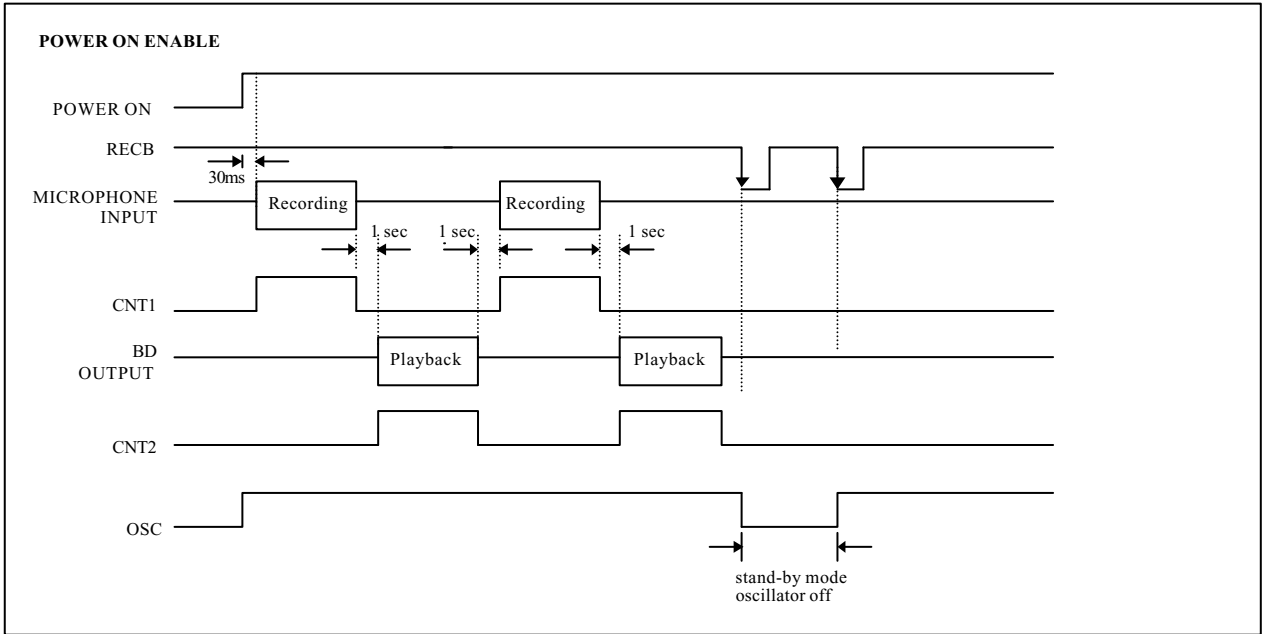 POWER ON ENABLE
POWER ON
RECB
30ms
MICROPHONE
INPUT
Recording
Recording
1 sec
1 sec
1 sec
CNT1
BD
OUTPUT
Playback
Playback
CNT2
OSC
stand-by mode
oscillator off